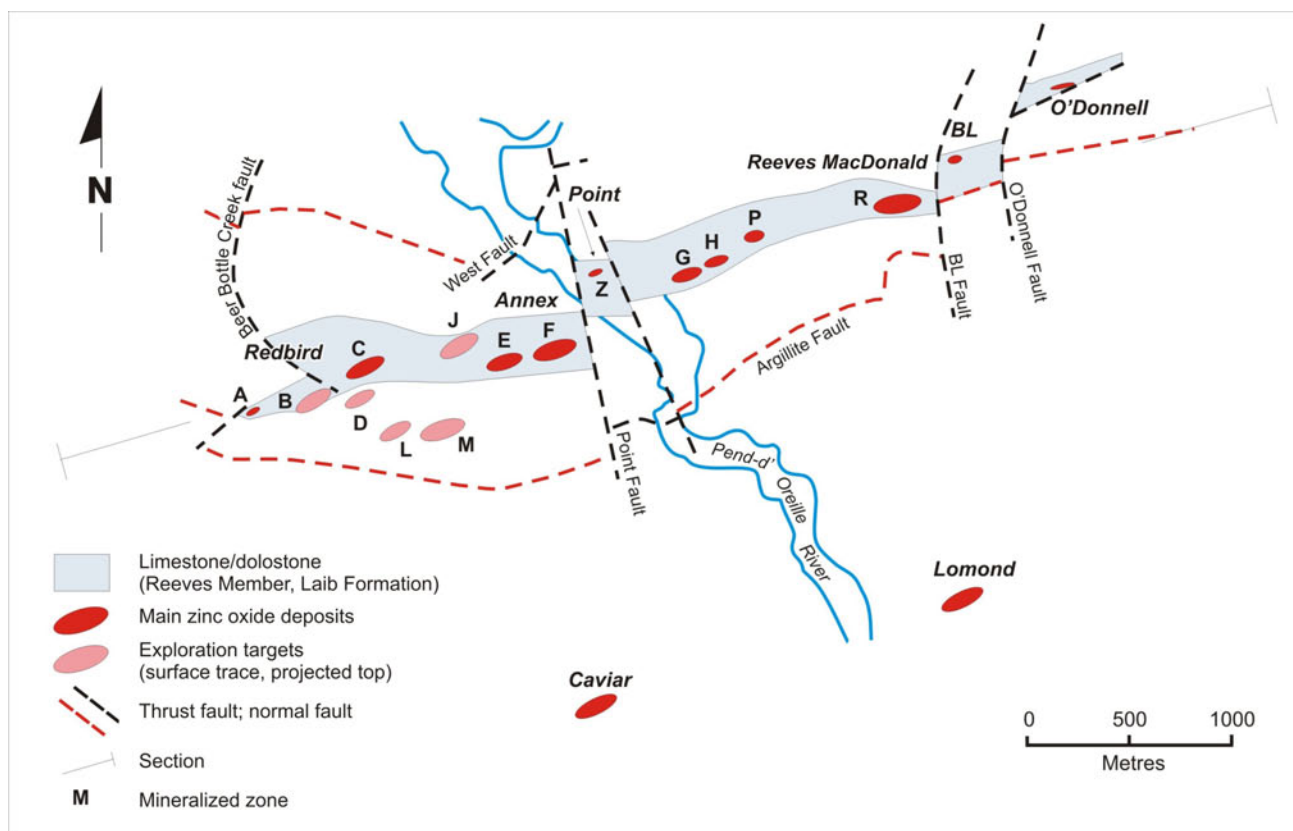 O'Donnell
BL
Reeves MacDonald
N
Beer Bottle Creek fault
Point
West Fault
R
P
H
G
Z
BL Fault
O'Donnell Fault
Annex
J
Redbird
C
E
F
Argillite Fault
A
B
D
L
M
Point Fault
Pend-d'
Oreille
River
Limestone/dolostone
(Reeves Member, Laib Formation)
Main zinc oxide deposits
Exploration targets
(surface trace, projected top)
Thrust fault; normal fault
Section
M Mineralized zone
Lomond
Caviar
0 500 1000
Metres